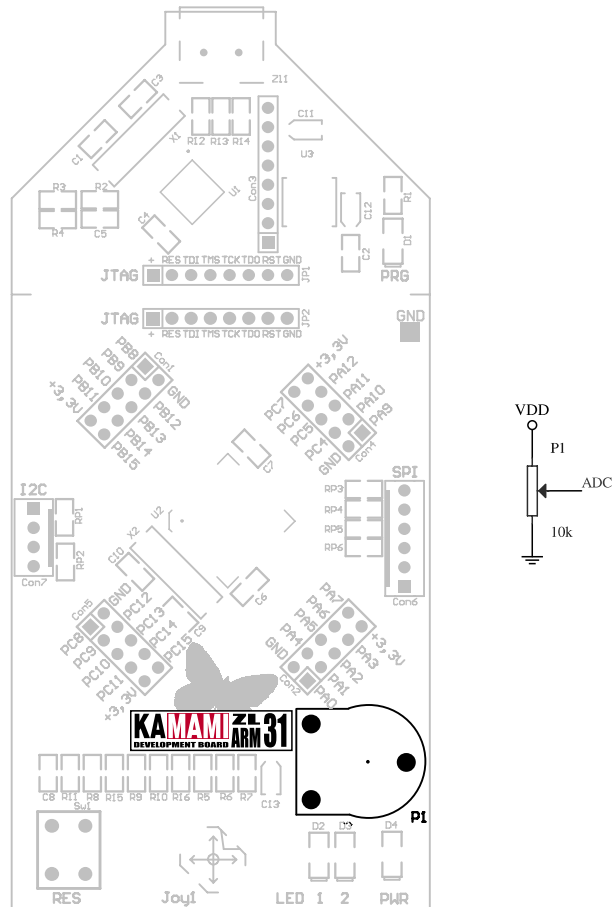 Z11
C3
C1
X1
R12 R13 R14
C11
U3
R3 R2
R4 C5
U1
Con3
C4
C12
C2
R1
D1
PRG
+ RES TDI TMS TCK TDO RST GND
JTAG
JP1
JTAG
JP2
+ RES TDI TMS TCK TDO RST GND
GND
PB8
PB9
PB10
PB11
+3,3V
Con1
GND
PB12
PB13
PB14
PB15
+3,3V
PA12
PA11
PA10
PA9
PC7
PC6
PC5
PC4
GND
Con4
C7
VDD
P1
ADC
10k
I2C
RP1
RP2
Con7
X2
U2
C10
SPI
RP3
RP4
RP5
RP6
Con6
C6
C9
Con5
GND
PC12
PC13
PC14
PC15
PC8
PC9
PC10
PC11
+3,3V
PA7
PA6
PA5
PA4
GND
+3,3V
PA3
PA2
PA1
PA0
Con2
KAMAMI ZL
DEVELOPMENT BOARD ARM 31
C8 R11 R8 R15 R9 R10 R16 R5 R6 R7 C13
P1
Sw1
D2 D3 D4
RES Joy1 LED 1 2 PWR